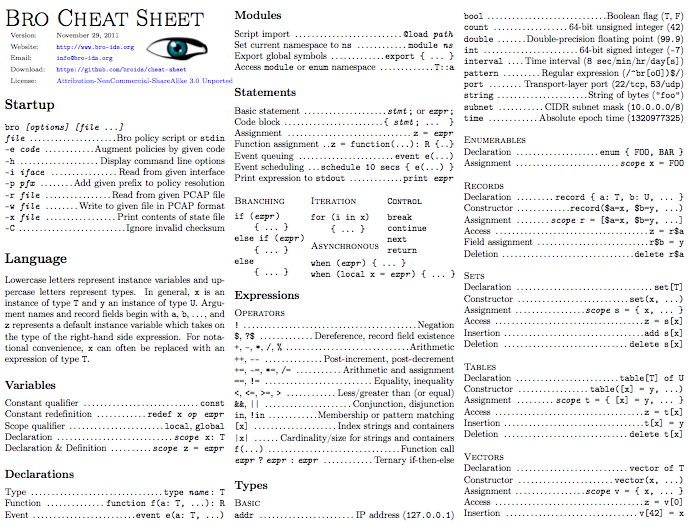 BRO CHEAT SHEET
Version: November 29, 2011
Website: http://www.bro-ids.org
Email: info@bro-ids.org
Download: https://github.com/broids/cheat-sheet
License: Attribution-NonCommercial-ShareAlike 3.0 Unported
Startup
bro [options] [file ...]
file ... Bro policy script or stdin
-e code ... Augment policies by given code
-h ... Display command line options
-i iface ... Read from given interface
-p pfx ... Add given prefix to policy resolution
-r file ... Read from given PCAP file
-w file ... Write to given file in PCAP format
-x file ... Print contents of state file
-C ... Ignore invalid checksum
Language
Lowercase letters represent instance variables and up-
percase letters represent types. In general, x is an
instance of type T and y an instance of type U. Argu-
ment names and record fields begin with a, b, ..., and
z represents a default instance variable which takes on
the type of the right-hand side expression. For nota-
tional convenience, x can often be replaced with an
expression of type T.
Variables
Constant qualifier ... const
Constant redefinition ... redef x op expr
Scope qualifier ... local, global
Declaration ... scope x: T
Declaration & Definition ... scope z = expr
Declarations
Type ... type name: T
Function ... function f(a: T, ...): R
Event ... event e(a: T, ...)
Modules
Script import ... @load path
Set current namespace to ns ... module ns
Export global symbols ... export { ... }
Access module or enum namespace ... T::a
Statements
Basic statement ... stmt; or expr;
Code block ... { stmt; ... }
Assignment ... z = expr
Function assignment ..z = function(...): R {..}
Event queuing ... event e(...)
Event scheduling ...schedule 10 secs { e(...) }
Print expression to stdout ... print expr
BRANCHING
if (expr)
{ ... }
else if (expr)
{ ... }
else
{ ... }
ITERATION
for (i in x)
{ ... }
ASYNCHRONOUS
when (expr) { ... }
when (local x = expr) { ... }
CONTROL
break
continue
next
return
Expressions
OPERATORS
! ... Negation
$, ?$ ... Dereference, record field existence
+, -, *, /, % ... Arithmetic
++, -- ... Post-increment, post-decrement
+=, -=, *=, /= ... Arithmetic and assignment
==, != ... Equality, inequality
<, <=, >=, > ... Less/greater than (or equal)
&&, || ... Conjunction, disjunction
in, !in ... Membership or pattern matching
[x] ... Index strings and containers
|x| ... Cardinality/size for strings and containers
f(...) ... Function call
expr ? expr : expr ... Ternary if-then-else
Types
BASIC
addr ... IP address (127.0.0.1)
bool ... Boolean flag (T, F)
count ... 64-bit unsigned integer (42)
double ... Double-precision floating point (99.9)
int ... 64-bit signed integer (-7)
interval ... Time interval (8 sec/min/hr/day[s])
pattern ... Regular expression (/^br[o0]$/)
port ... Transport-layer port (22/tcp, 53/udp)
string ... String of bytes ("foo")
subnet ... CIDR subnet mask (10.0.0.0/8)
time ... Absolute epoch time (1320977325)
ENUMERABLES
Declaration ... enum { FOO, BAR }
Assignment ... scope x = FOO
RECORDS
Declaration ... record { a: T, b: U, ... }
Constructor ... record($a=x, $b=y, ...)
Assignment ... scope r = [$a=x, $b=y, ...]
Access ... z = r$a
Field assignment ... r$b = y
Deletion ... delete r$a
SETS
Declaration ... set[T]
Constructor ... set(x, ...)
Assignment ... scope s = { x, ... }
Access ... z = s[x]
Insertion ... add s[x]
Deletion ... delete s[x]
TABLES
Declaration ... table[T] of U
Constructor ... table([x] = y, ...)
Assignment ... scope t = { [x] = y, ... }
Access ... z = t[x]
Insertion ... t[x] = y
Deletion ... delete t[x]
VECTORS
Declaration ... vector of T
Constructor ... vector(x, ...)
Assignment ... scope v = { x, ... }
Access ... z = v[0]
Insertion ... v[42] = x